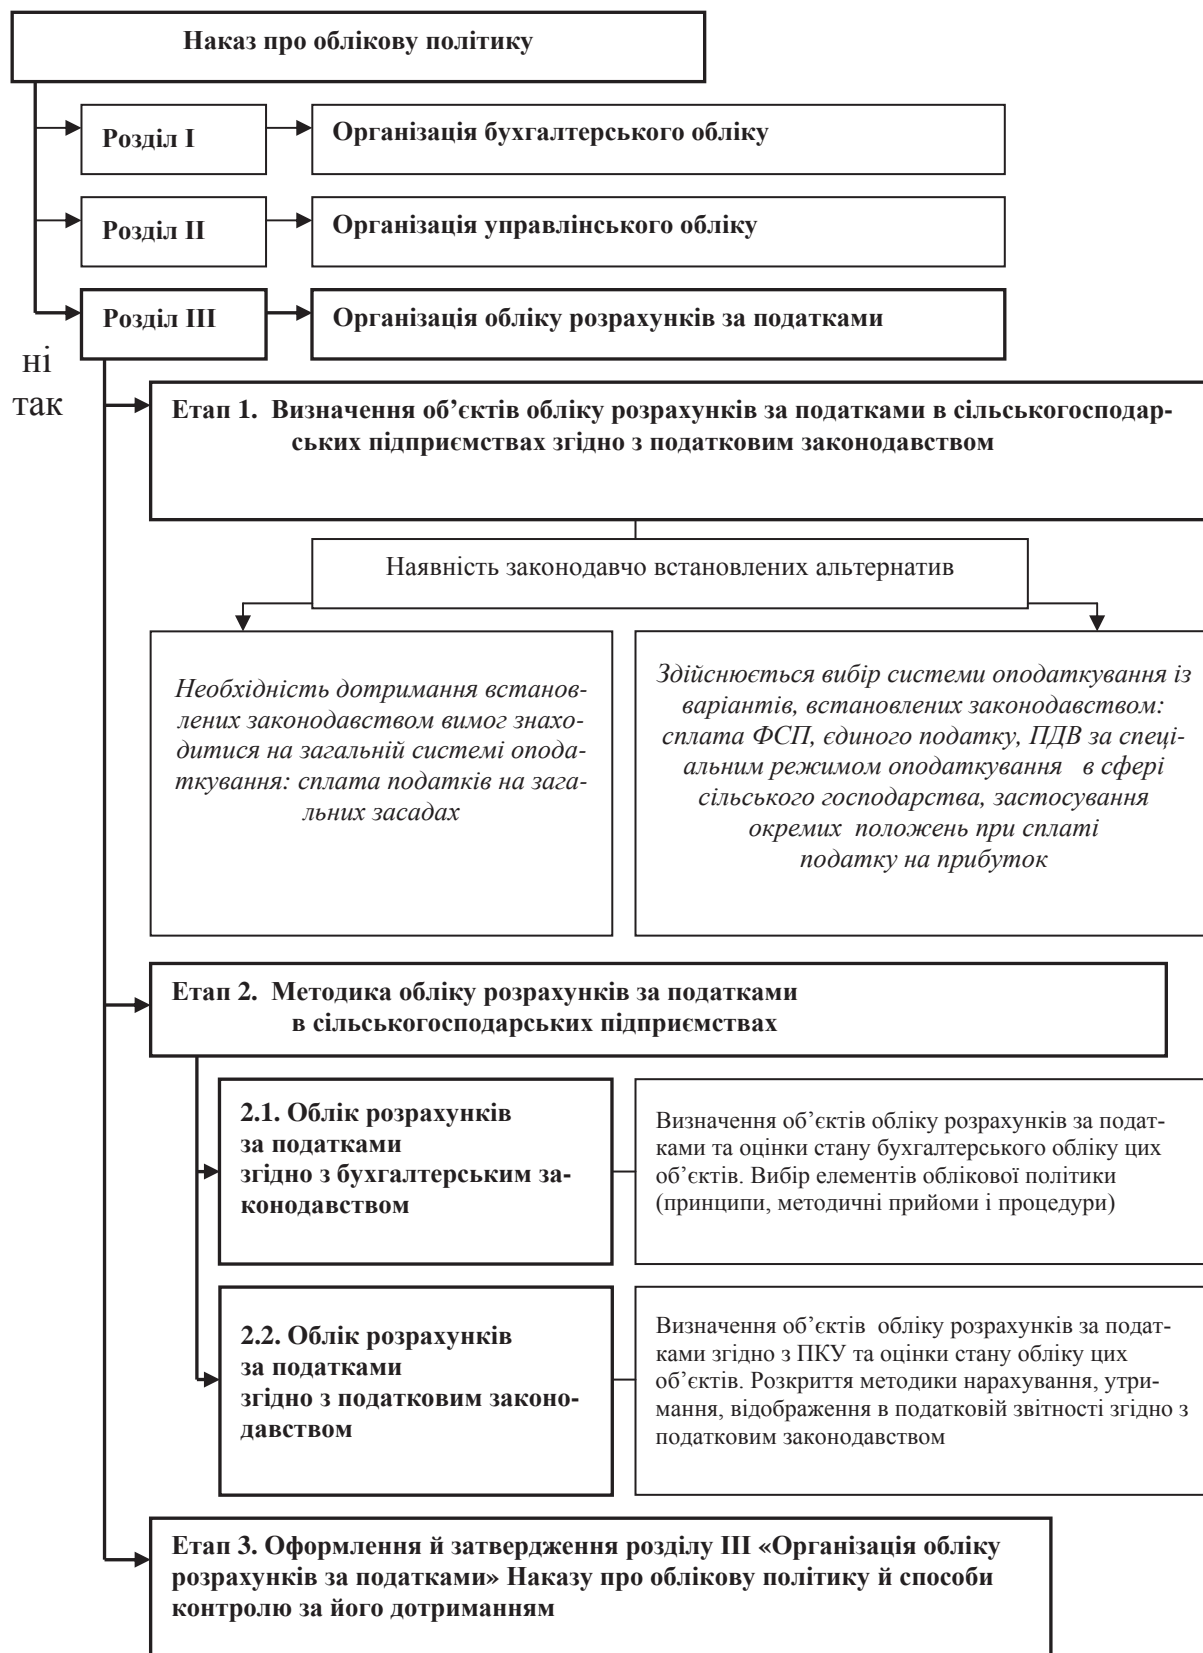 Наказ про облікову політику
Розділ I
Організація бухгалтерського обліку
Розділ II
Організація управлінського обліку
Розділ III
Організація обліку розрахунків за податками
ні
так
Етап 1. Визначення об’єктів обліку розрахунків за податками в сільськогосподар-
ських підприємствах згідно з податковим законодавством
Наявність законодавчо встановлених альтернатив
Необхідність дотримання встанов-
лених законодавством вимог знахо-
дитися на загальній системі опода-
ткування: сплата податків на зага-
льних засадах
Здійснюється вибір системи оподаткування із
варіантів, встановлених законодавством:
сплата ФСП, єдиного податку, ПДВ за спеці-
альним режимом оподаткування в сфері
сільського господарства, застосування
окремих положень при сплаті
податку на прибуток
Етап 2. Методика обліку розрахунків за податками
в сільськогосподарських підприємствах
2.1. Облік розрахунків
за податками
згідно з бухгалтерським за-
конодавством
Визначення об’єктів обліку розрахунків за подат-
ками та оцінки стану бухгалтерського обліку цих
об’єктів. Вибір елементів облікової політики
(принципи, методичні прийоми і процедури)
2.2. Облік розрахунків
за податками
згідно з податковим законо-
давством
Визначення об’єктів обліку розрахунків за подат-
ками згідно з ПКУ та оцінки стану обліку цих
об’єктів. Розкриття методики нарахування, утри-
мання, відображення в податковій звітності згідно з
податковим законодавством
Етап 3. Оформлення й затвердження розділу III «Організація обліку
розрахунків за податками» Наказу про облікову політику й способи
контролю за його дотриманням